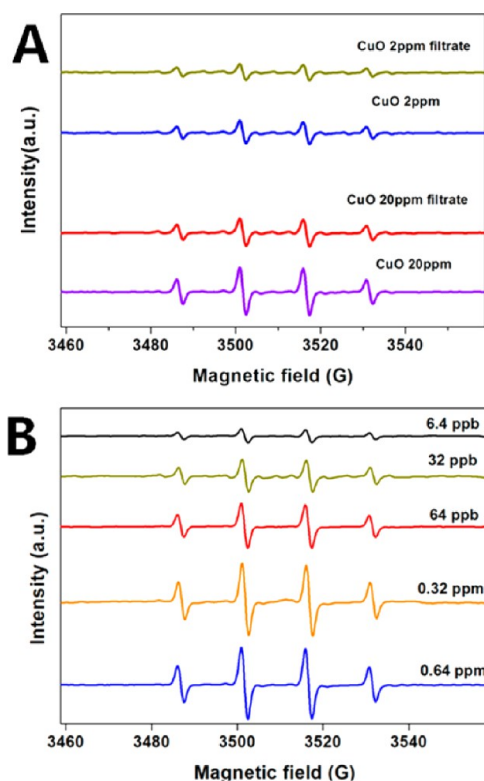 A
CuO 2ppm filtrate
CuO 2ppm
CuO 20ppm filtrate
CuO 20ppm
Intensity(a.u.)
3460 3480 3500 3520 3540
Magnetic field (G)
B
6.4 ppb
32 ppb
64 ppb
0.32 ppm
0.64 ppm
Intensity (a.u.)
3460 3480 3500 3520 3540
Magnetic field (G)